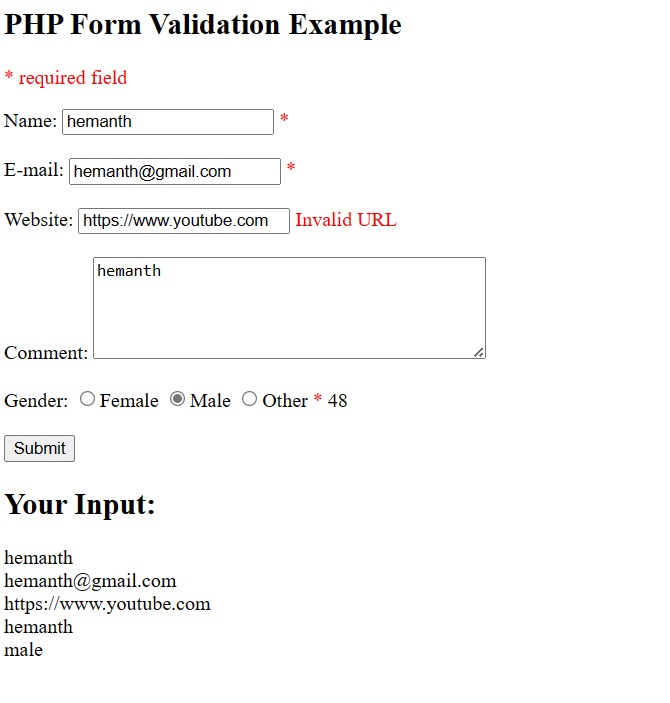 PHP Form Validation Example
* required field
Name: hemanth *
E-mail: hemanth@gmail.com *
Website: https://www.youtube.com Invalid URL
hemanth
Comment:
Gender: Female Male Other * 48
Submit
Your Input:
hemanth
hemanth@gmail.com
https://www.youtube.com
hemanth
male